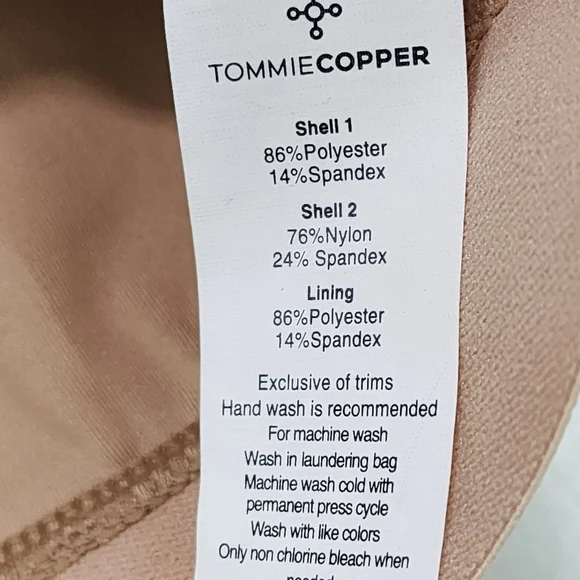 TOMMIECOPPER
Shell 1
86%Polyester
14%Spandex
Shell 2
76%Nylon
24% Spandex
Lining
86%Polyester
14%Spandex
Exclusive of trims
Hand wash is recommended
For machine wash
Wash in laundering bag
Machine wash cold with
permanent press cycle
Wash with like colors
Only non chlorine bleach when
needed